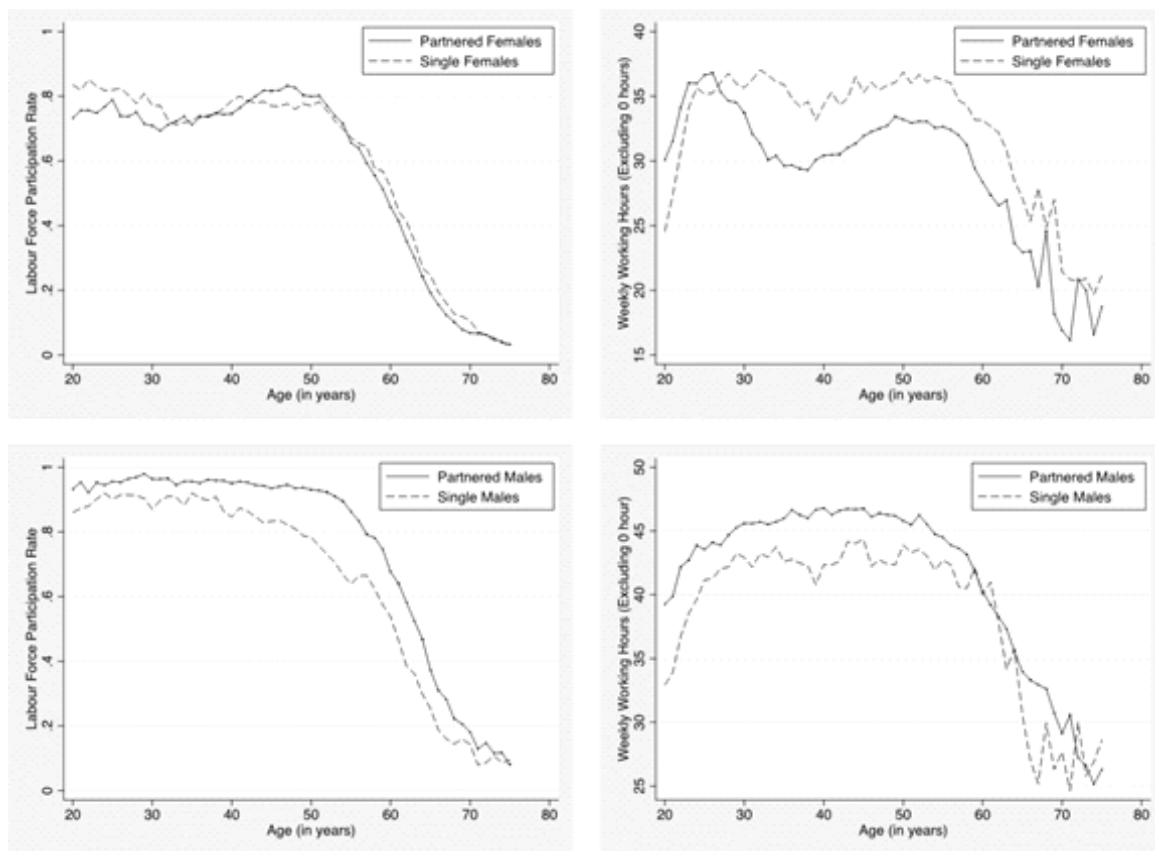 Partnered Females
Single Females
Labour Force Participation Rate
1
.8
.6
.4
.2
0
20 30 40 50 60 70 80
Age (in years)
Partnered Females
Single Females
Weekly Working Hours (Excluding 0 hours)
40
35
30
25
20
15
20 30 40 50 60 70 80
Age (in years)
Partnered Males
Single Males
Labour Force Participation Rate
1
.8
.6
.4
.2
0
20 30 40 50 60 70 80
Age (in years)
Partnered Males
Single Males
Weekly Working Hours (Excluding 0 hour)
50
45
40
35
30
25
20 30 40 50 60 70 80
Age (in years)